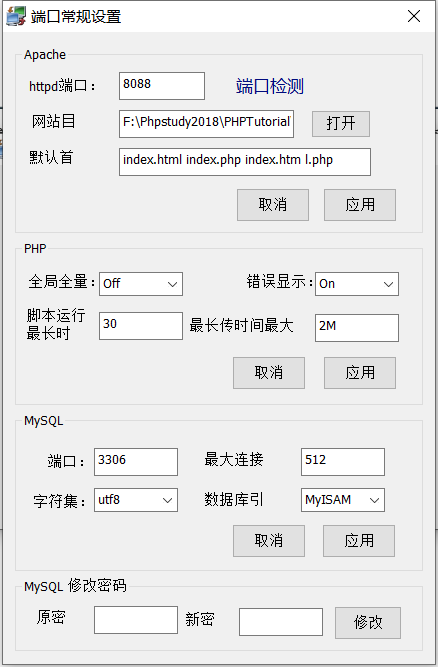 端口常规设置
Apache
httpd端口： 8088 端口检测
网站目 F:\Phpstudy2018\PHPTutorial 打开
默认首 index.html index.php index.htm l.php
取消 应用
PHP
全局全量： Off 错误显示： On
脚本运行
最长时 30 最长传时间最大 2M
取消 应用
MySQL
端口： 3306 最大连接 512
字符集： utf8 数据库引 MyISAM
取消 应用
MySQL 修改密码
原密 新密 修改